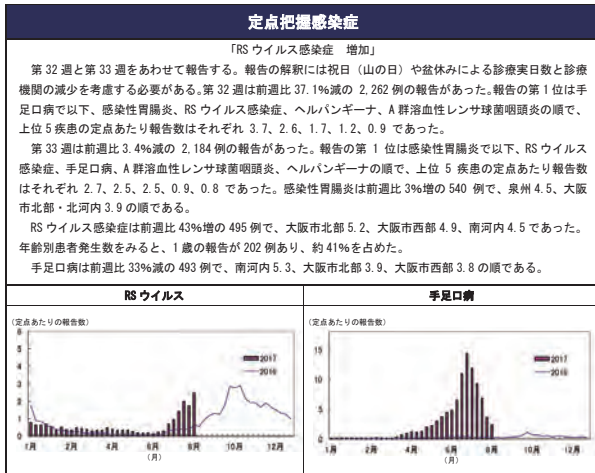 定点把握感染症
「RSウイルス感染症　増加」
第32週と第33週をあわせて報告する。報告の解釈には祝日（山の日）や盆休みによる診療実日数と診療
機関の減少を考慮する必要がある。第32週は前週比37.1%減の 2,262 例の報告があった。報告の第1位は手
足口病で以下、感染性胃腸炎、RSウイルス感染症、ヘルパンギーナ、A群溶血性レンサ球菌咽頭炎の順で、
上位5疾患の定点あたり報告数はそれぞれ 3.7、2.6、1.7、1.2、0.9 であった。
第33週は前週比3.4%減の 2,184 例の報告があった。報告の第 1 位は感染性胃腸炎で以下、RSウイルス
感染症、手足口病、A群溶血性レンサ球菌咽頭炎、ヘルパンギーナの順で、上位 5 疾患の定点あたり報告数
はそれぞれ 2.7、2.5、2.5、0.9、0.8 であった。感染性胃腸炎は前週比 3%増の 540 例で、泉州4.5、大阪
市北部・北河内3.9の順である。
RSウイルス感染症は前週比 43%増の 495例で、大阪市北部5.2、大阪市西部4.9、南河内4.5であった。
年齢別患者発生数をみると、1歳の報告が202例あり、約41%を占めた。
手足口病は前週比33%減の493例で、南河内5.3、大阪市北部3.9、大阪市西部3.8の順である。
RSウイルス
手足口病
(定点あたりの報告数)
6
5
4
3
2
1
0
2017
2016
1月 2月 4月 6月 8月 10月 12月
(月)
(定点あたりの報告数)
15
10
5
0
2017
2016
1月 2月 4月 6月 8月 10月 12月
(月)